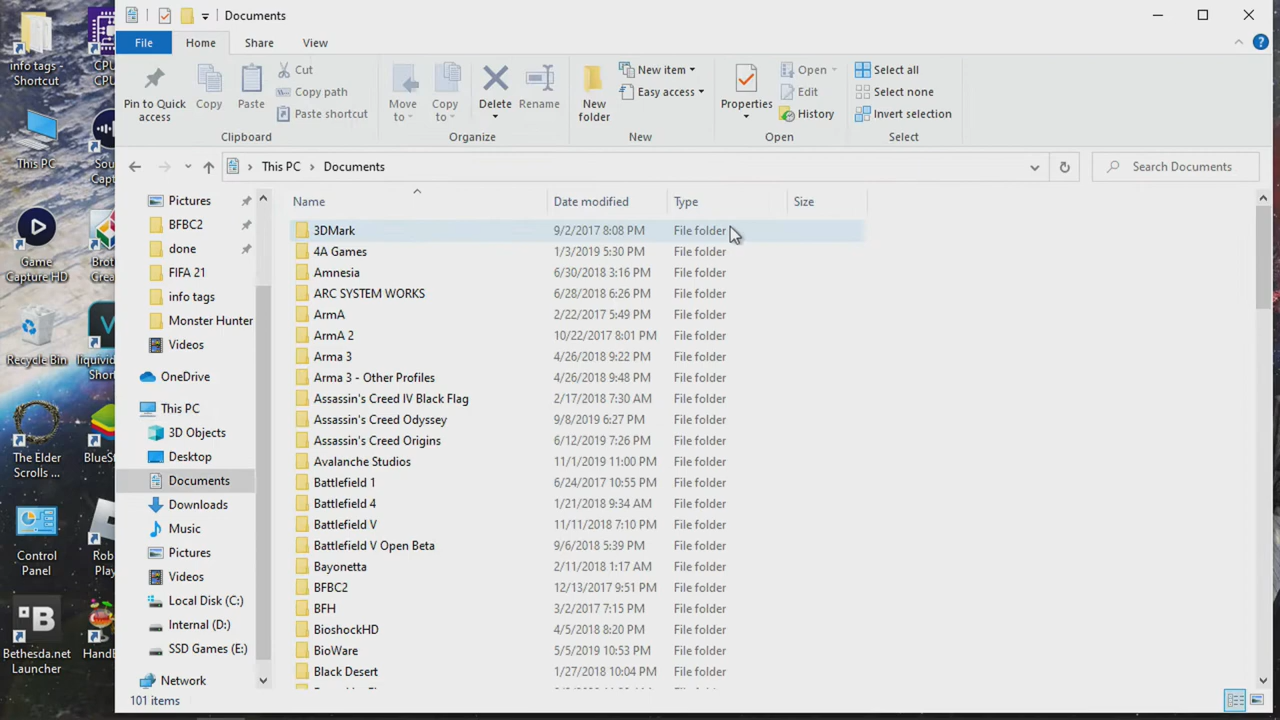 Documents
File
Home
Share
View
Pin to Quick access
Copy
Paste
Cut
Copy path
Paste shortcut
Clipboard
Move to
Copy to
Delete
Rename
Organize
New folder
New item
Easy access
New
Properties
Open
Edit
History
Open
Select all
Select none
Invert selection
Select
This PC
Documents
Search Documents
Name
Date modified
Type
Size
Pictures
BFBC2
done
FIFA 21
info tags
Monster Hunter
Videos
OneDrive
This PC
3D Objects
Desktop
Documents
Downloads
Music
Pictures
Videos
Local Disk (C:)
Internal (D:)
SSD Games (E:)
Network
3DMark 9/2/2017 8:08 PM File folder
4A Games 1/3/2019 5:30 PM File folder
Amnesia 6/30/2018 3:16 PM File folder
ARC SYSTEM WORKS 6/28/2018 6:26 PM File folder
ArmA 2/22/2017 5:49 PM File folder
ArmA 2 10/22/2017 8:01 PM File folder
Arma 3 4/26/2018 9:22 PM File folder
Arma 3 - Other Profiles 4/26/2018 9:48 PM File folder
Assassin's Creed IV Black Flag 2/17/2018 7:30 AM File folder
Assassin's Creed Odyssey 9/8/2019 6:27 PM File folder
Assassin's Creed Origins 6/12/2019 7:26 PM File folder
Avalanche Studios 11/1/2019 11:00 PM File folder
Battlefield 1 6/24/2017 10:55 PM File folder
Battlefield 4 1/21/2018 9:34 AM File folder
Battlefield V 11/11/2018 7:10 PM File folder
Battlefield V Open Beta 9/6/2018 5:39 PM File folder
Bayonetta 2/11/2018 1:17 AM File folder
BFBC2 12/13/2017 9:51 PM File folder
BFH 3/2/2017 7:15 PM File folder
BioshockHD 4/5/2018 8:20 PM File folder
BioWare 5/5/2019 10:53 PM File folder
Black Desert 1/27/2018 10:04 PM File folder
101 items
info tags -
Shortcut
This PC
Game
Capture HD
Recycle Bin
The Elder
Scrolls ...
Control
Panel
Bethesda.net
Launcher
CPU
CPU
Sou
Capt
Brot
Grea
liquivid
Shor
BlueS
Rob
Play
HandB